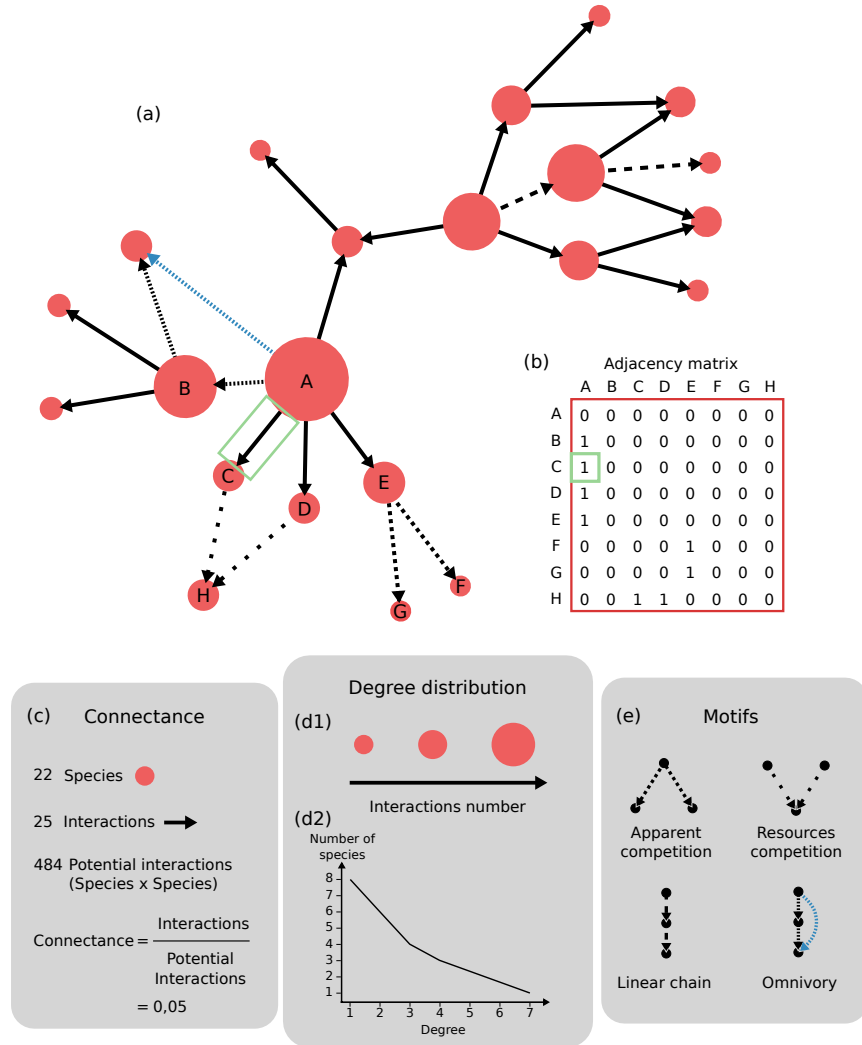 (a)
B
A
C
D
E
H
G
F
(b)
Adjacency matrix
A B C D E F G H
A 0 0 0 0 0 0 0 0
B 1 0 0 0 0 0 0 0
C 1 0 0 0 0 0 0 0
D 1 0 0 0 0 0 0 0
E 1 0 0 0 0 0 0 0
F 0 0 0 0 1 0 0 0
G 0 0 0 0 1 0 0 0
H 0 0 1 1 0 0 0 0
(c) Connectance
22 Species
25 Interactions
484 Potential interactions
(Species x Species)
Connectance = Interactions
Potential
Interactions
= 0,05
Degree distribution
(d1)
Interactions number
(d2)
Number of
species
8
7
6
5
4
3
2
1
1 2 3 4 5 6 7
Degree
(e) Motifs
Apparent
competition
Resources
competition
Linear chain
Omnivory